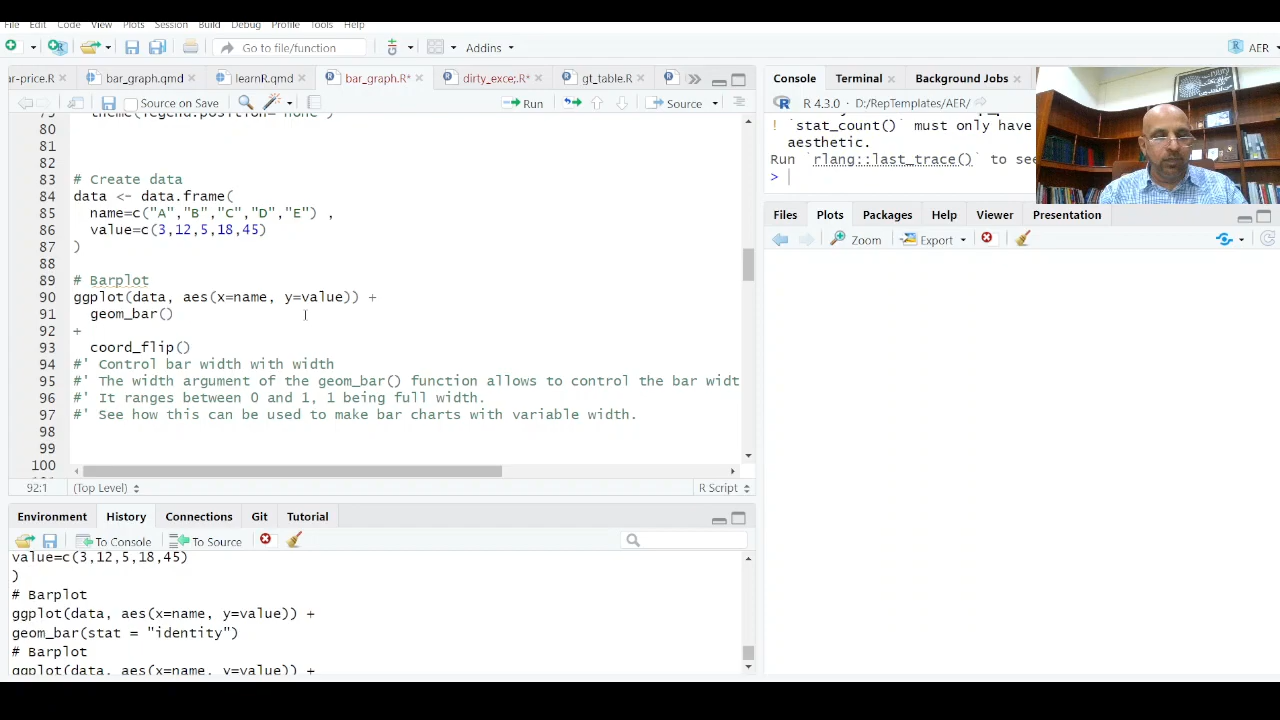 File Edit Code View Plots Session Build Debug Profile Tools Help
Go to file/function Addins AER
ar-price.R bar_graph.qmd learnR.qmd bar_graph.R* dirty_exce;.R* gt_table.R
Source on Save Run Source
79 theme(legend.position="none")
80
81
82
83 # Create data
84 data <- data.frame(
85 name=c("A","B","C","D","E") ,
86 value=c(3,12,5,18,45)
87 )
88
89 # Barplot
90 ggplot(data, aes(x=name, y=value)) +
91 geom_bar()
92 +
93 coord_flip()
94 #' Control bar width with width
95 #' The width argument of the geom_bar() function allows to control the bar widt
96 #' It ranges between 0 and 1, 1 being full width.
97 #' See how this can be used to make bar charts with variable width.
98
99
100
92:1 (Top Level) R Script
Environment History Connections Git Tutorial
To Console To Source
value=c(3,12,5,18,45)
)
# Barplot
ggplot(data, aes(x=name, y=value)) +
geom_bar(stat = "identity")
# Barplot
ggplot(data, aes(x=name, y=value)) +
Console Terminal Background Jobs
R 4.3.0 · D:/RepTemplates/AER/
! `stat_count()` must only have
aesthetic.
Run `rlang::last_trace()` to see
>
Files Plots Packages Help Viewer Presentation
Zoom Export